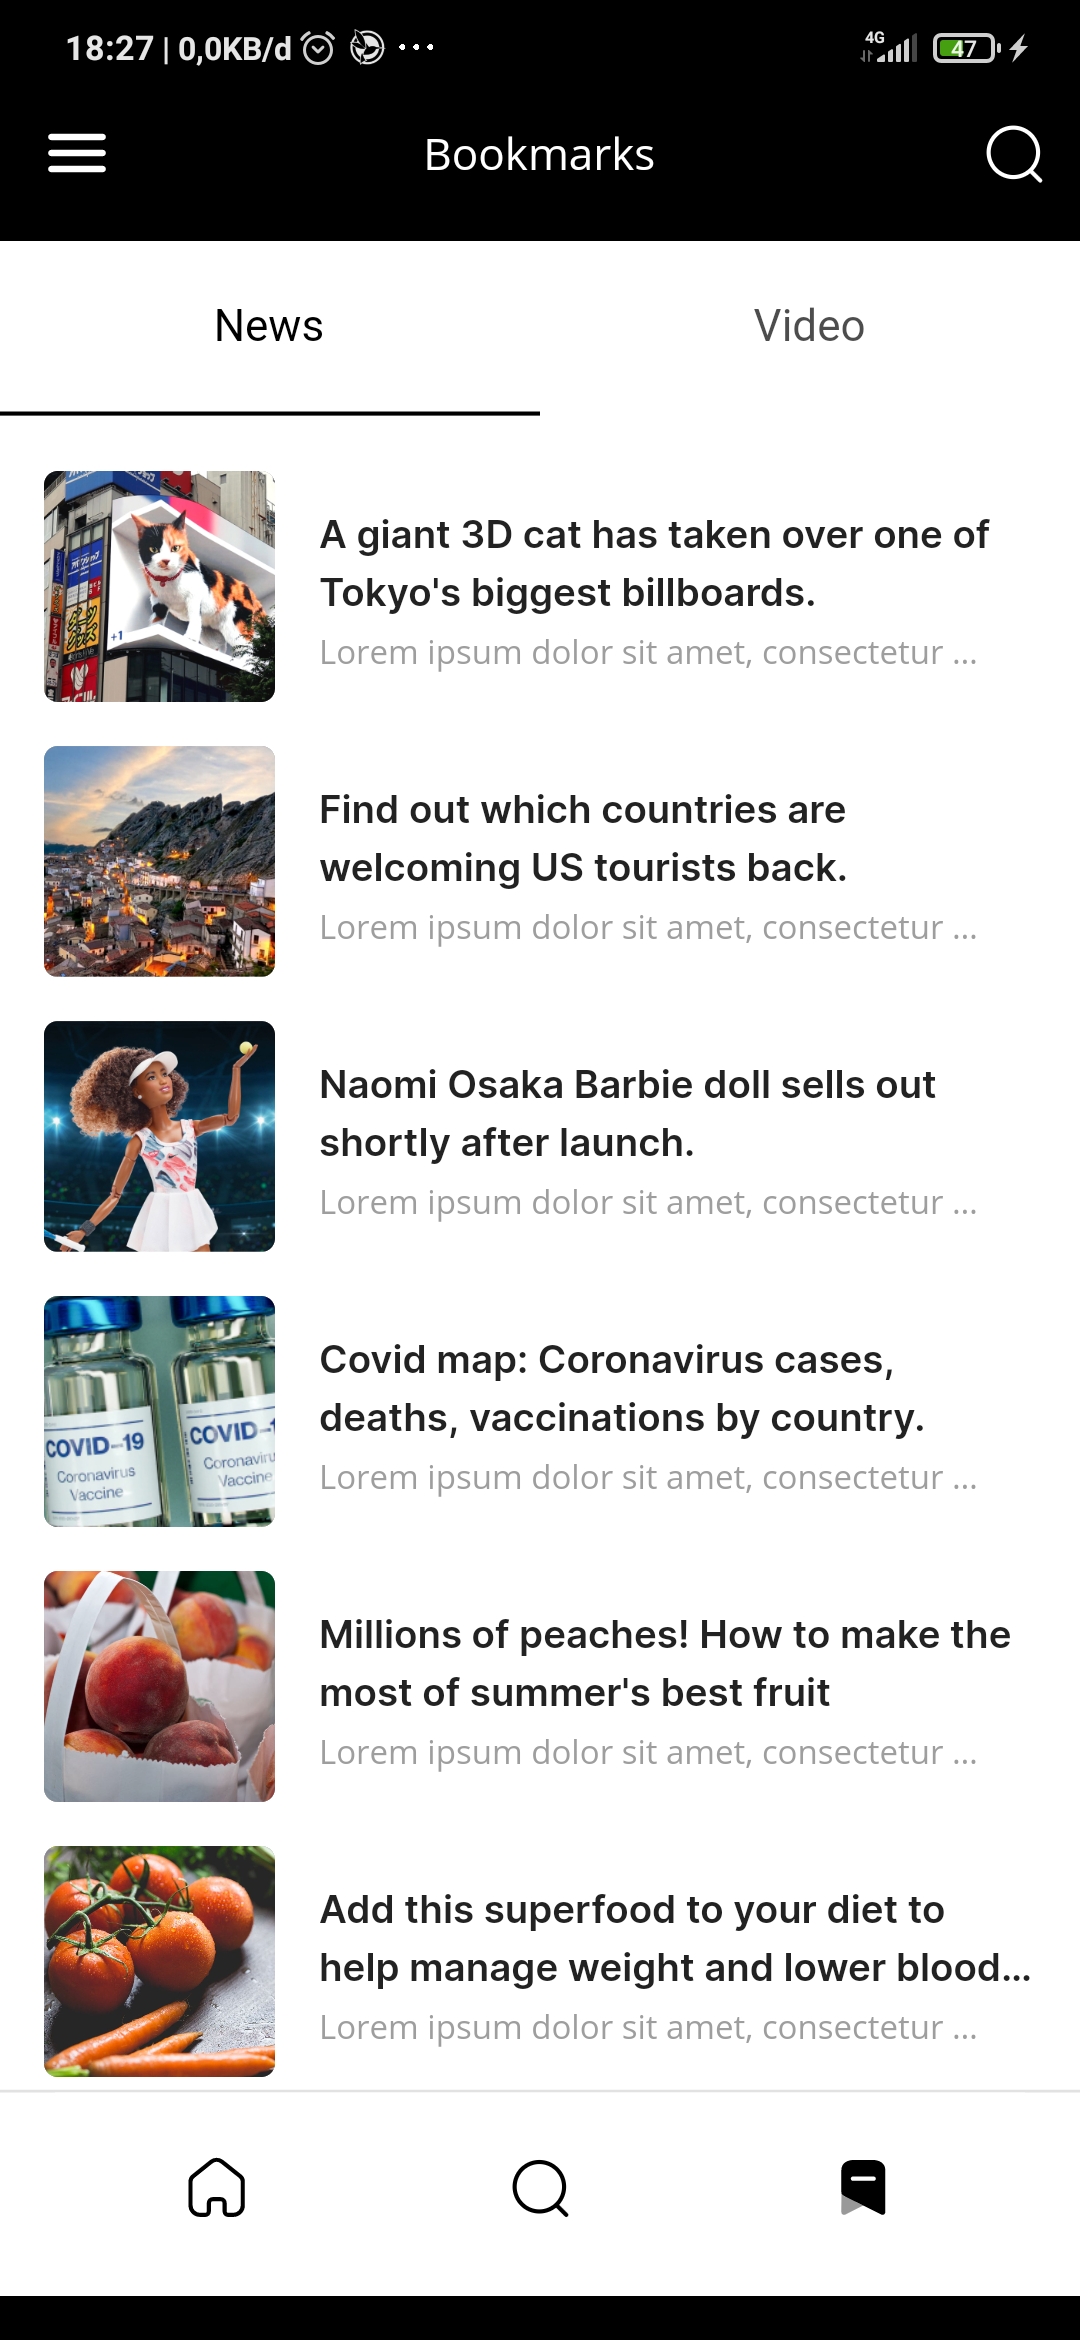 18:27 | 0,0KB/d
4G
47
Bookmarks
News
Video
+1
A giant 3D cat has taken over one of
Tokyo's biggest billboards.
Lorem ipsum dolor sit amet, consectetur ...
Find out which countries are
welcoming US tourists back.
Lorem ipsum dolor sit amet, consectetur ...
Naomi Osaka Barbie doll sells out
shortly after launch.
Lorem ipsum dolor sit amet, consectetur ...
COVID-19
Coronavirus
Vaccine
COVID-1
Coronaviru
Vaccine
Covid map: Coronavirus cases,
deaths, vaccinations by country.
Lorem ipsum dolor sit amet, consectetur ...
Millions of peaches! How to make the
most of summer's best fruit
Lorem ipsum dolor sit amet, consectetur ...
Add this superfood to your diet to
help manage weight and lower blood...
Lorem ipsum dolor sit amet, consectetur ...